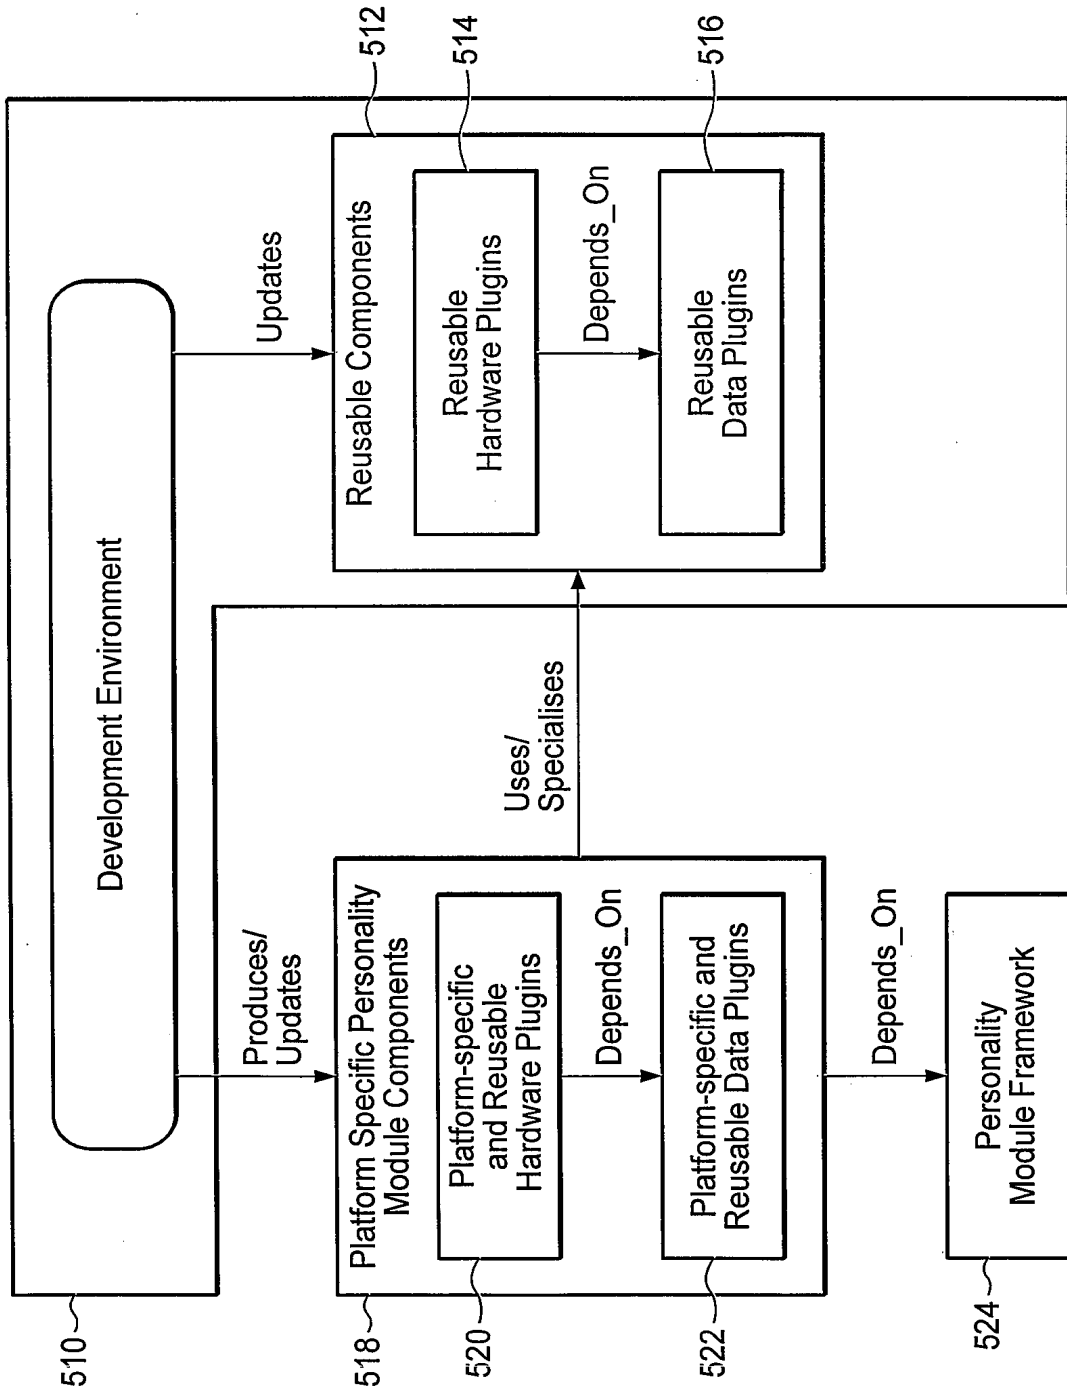 510
Development Environment
Produces/
Updates
Updates
518
Platform Specific Personality
Module Components
520
Platform-specific
and Reusable
Hardware Plugins
Depends_On
522
Platform-specific and
Reusable Data Plugins
Uses/
Specialises
512
Reusable Components
514
Reusable
Hardware Plugins
Depends_On
516
Reusable
Data Plugins
Depends_On
524
Personality
Module Framework